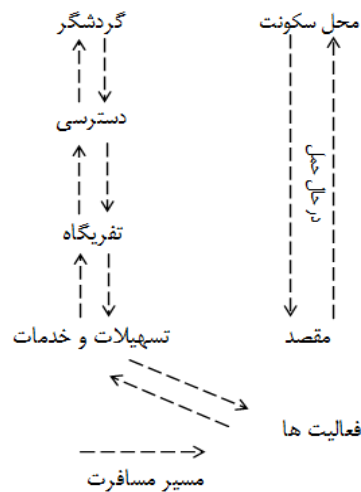 محل سکونت
گردشگر
دسترسی
در حال حمل
تفریگاه
مقصد
تسهیلات و خدمات
فعالیت ها
مسیر مسافرت